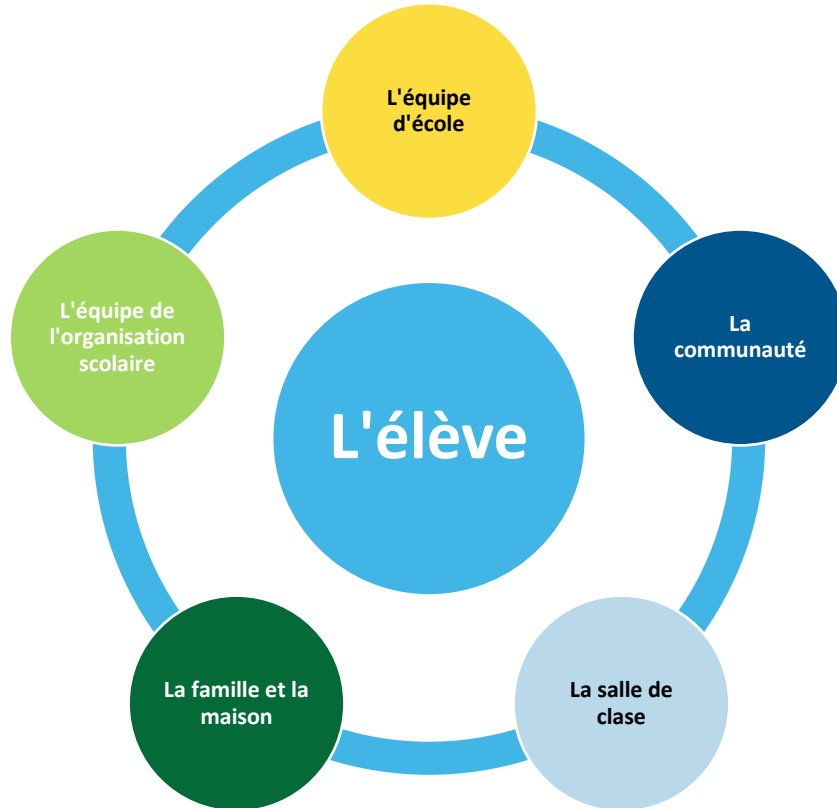 L'équipe
d'école
La
communauté
La salle de
clase
La famille et la
maison
L'équipe de
l'organisation
scolaire
L'élève